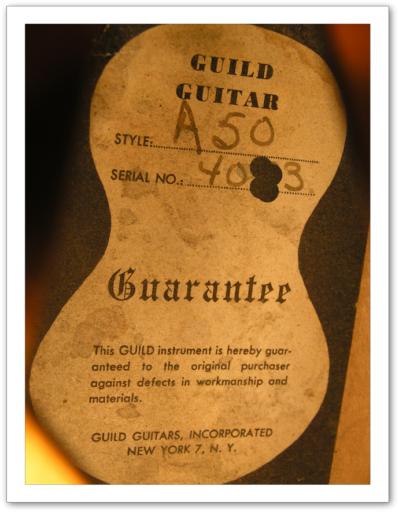 GUILD
GUITAR
STYLE: A50
SERIAL NO.:
Guarantee
This GUILD instrument is hereby guar-
anteed to the original purchaser
against defects in workmanship and
materials.
GUILD GUITARS, INCORPORATED
NEW YORK 7, N. Y.